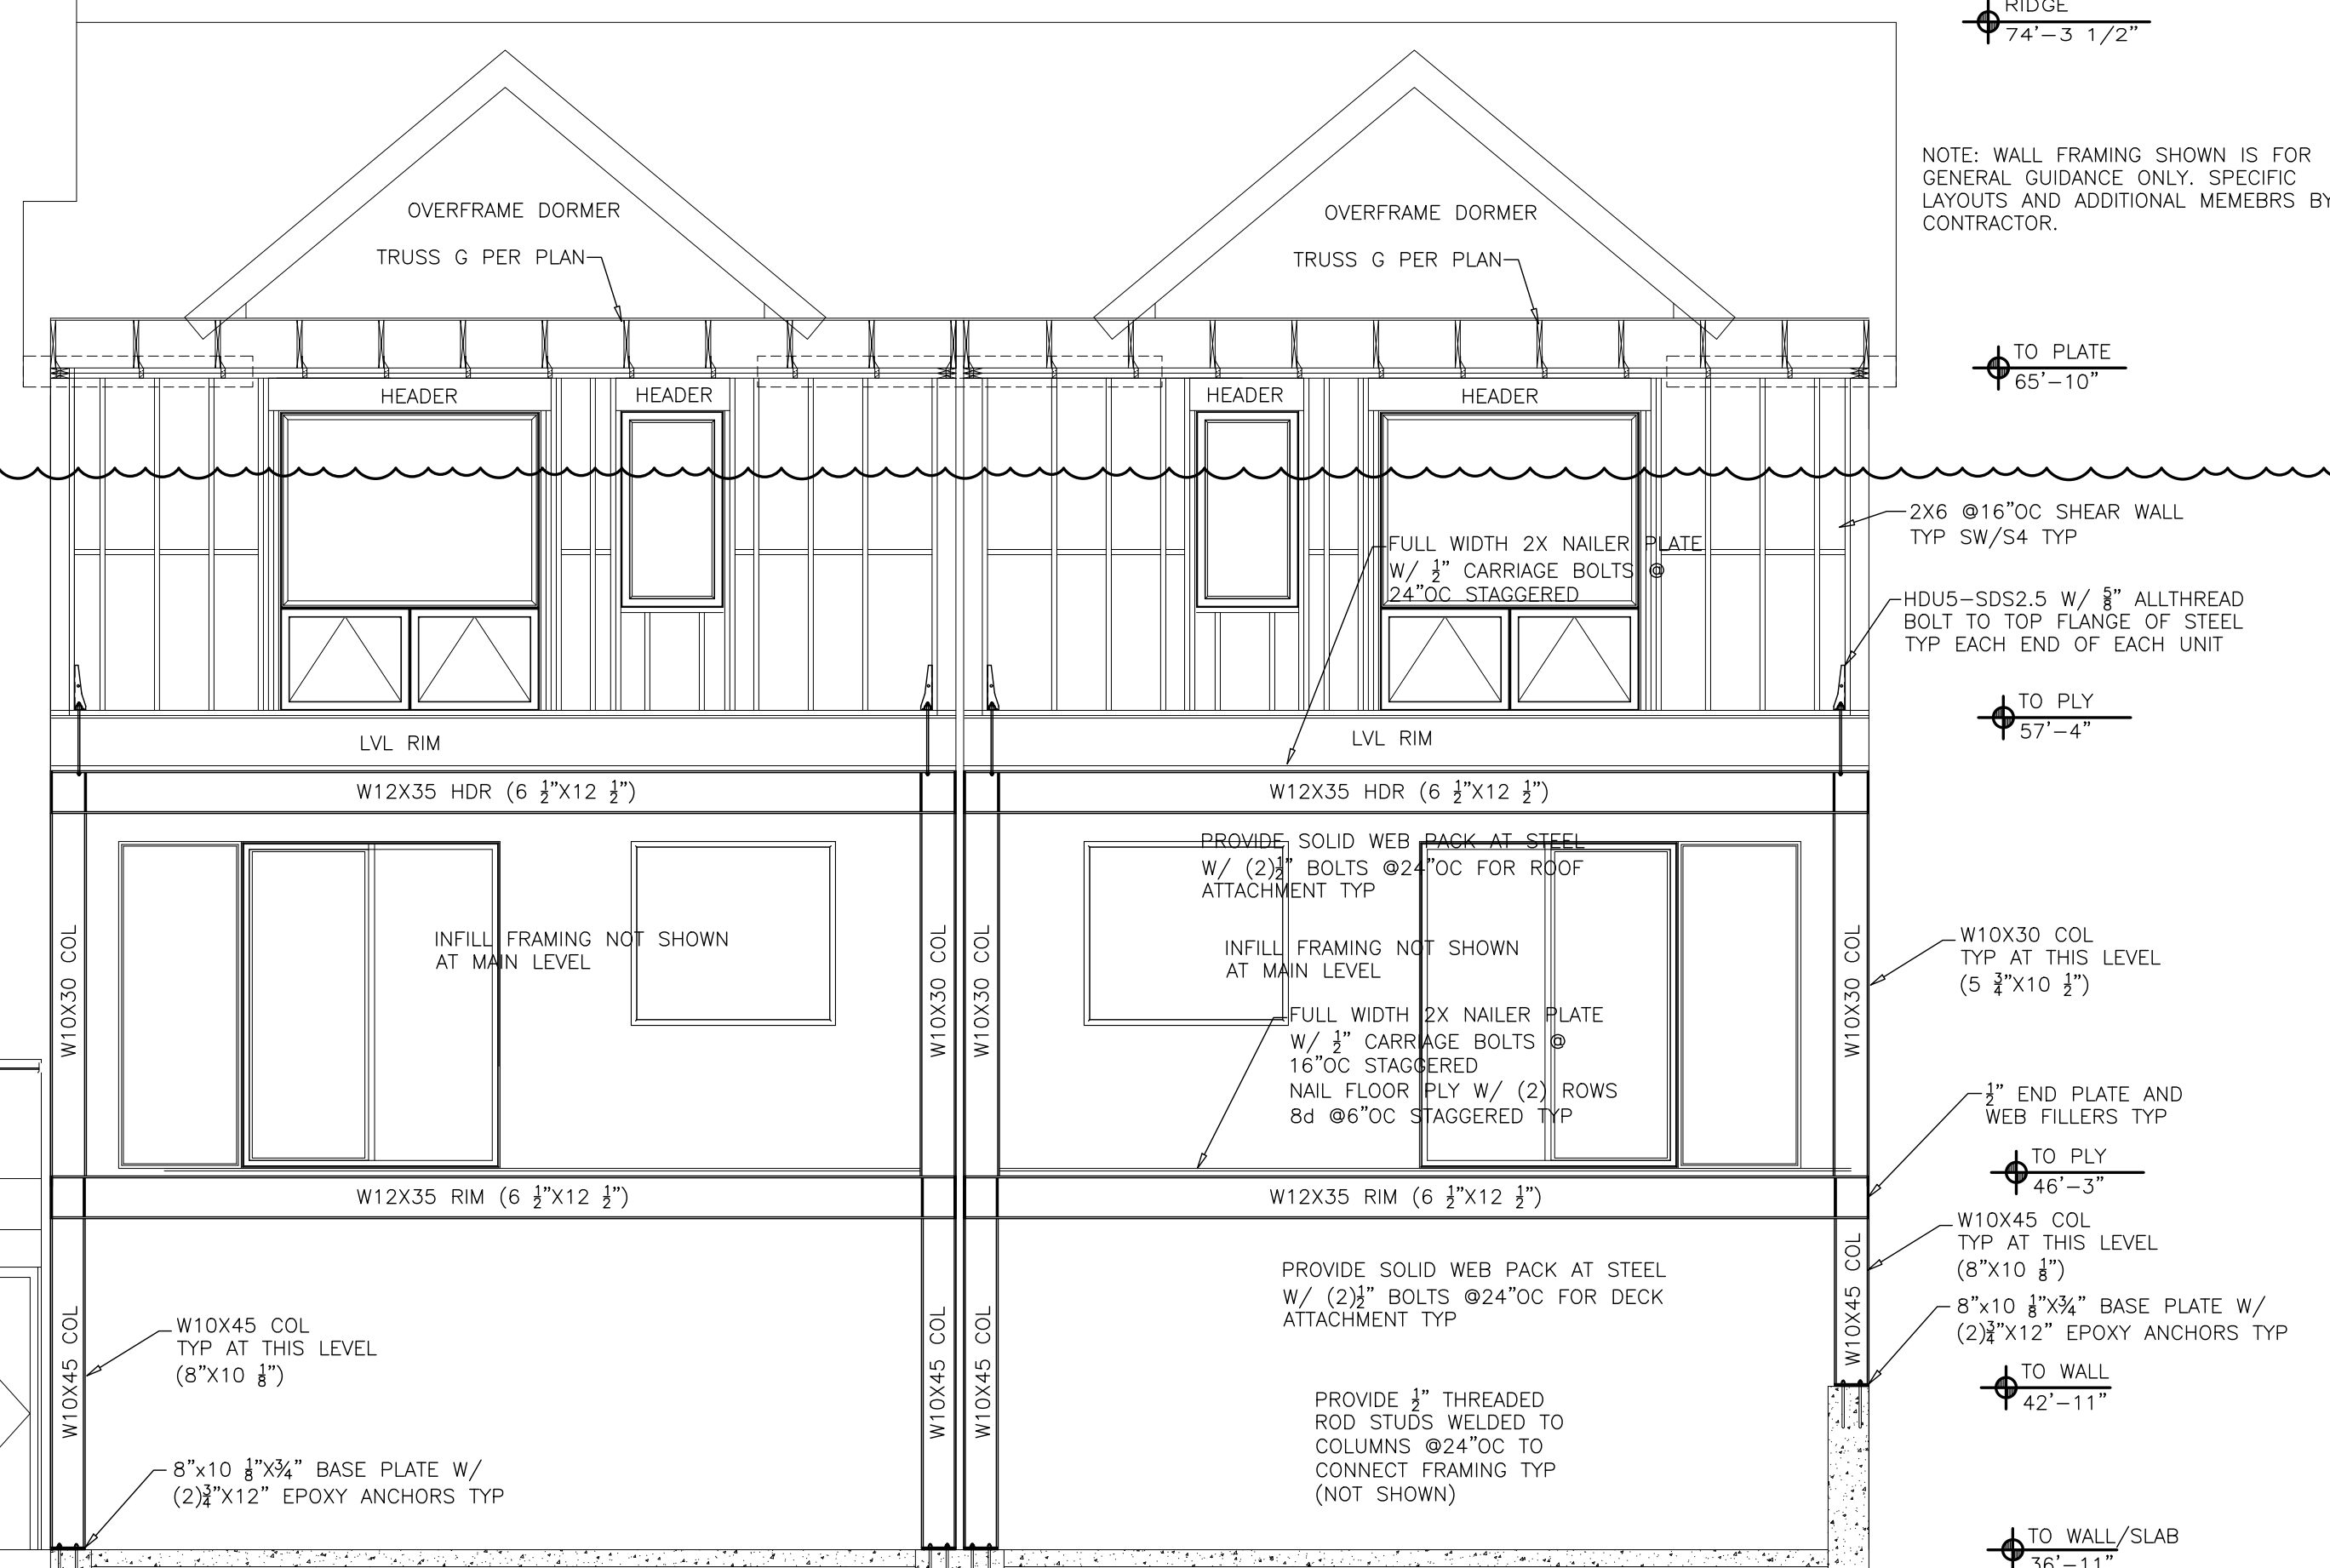 RIDGE
74'-3 1/2"
NOTE: WALL FRAMING SHOWN IS FOR
GENERAL GUIDANCE ONLY. SPECIFIC
LAYOUTS AND ADDITIONAL MEMEBRS BY
CONTRACTOR.
OVERFRAME DORMER
TRUSS G PER PLAN
OVERFRAME DORMER
TRUSS G PER PLAN
TO PLATE
65'-10"
HEADER
HEADER
HEADER
HEADER
2X6 @16"OC SHEAR WALL
TYP SW/S4 TYP
FULL WIDTH 2X NAILER PLATE
W/ 1/2" CARRIAGE BOLTS @
24"OC STAGGERED
HDU5-SDS2.5 W/ 5/8" ALLTHREAD
BOLT TO TOP FLANGE OF STEEL
TYP EACH END OF EACH UNIT
TO PLY
57'-4"
LVL RIM
LVL RIM
W12X35 HDR (6 1/2"X12 1/2")
W12X35 HDR (6 1/2"X12 1/2")
PROVIDE SOLID WEB PACK AT STEEL
W/ (2)1/2" BOLTS @24"OC FOR ROOF
ATTACHMENT TYP
INFILL FRAMING NOT SHOWN
AT MAIN LEVEL
INFILL FRAMING NOT SHOWN
AT MAIN LEVEL
W10X30 COL
W10X30 COL
W10X30 COL
W10X30 COL
W10X30 COL
TYP AT THIS LEVEL
(5 3/4"X10 1/2")
FULL WIDTH 2X NAILER PLATE
W/ 1/2" CARRIAGE BOLTS @
16"OC STAGGERED
NAIL FLOOR PLY W/ (2) ROWS
8d @6"OC STAGGERED TYP
1/2" END PLATE AND
WEB FILLERS TYP
TO PLY
46'-3"
W12X35 RIM (6 1/2"X12 1/2")
W12X35 RIM (6 1/2"X12 1/2")
W10X45 COL
TYP AT THIS LEVEL
(8"X10 1/8")
PROVIDE SOLID WEB PACK AT STEEL
W/ (2)1/2" BOLTS @24"OC FOR DECK
ATTACHMENT TYP
8"x10 1/8"X3/4" BASE PLATE W/
(2)3/4"X12" EPOXY ANCHORS TYP
W10X45 COL
W10X45 COL
W10X45 COL
W10X45 COL
W10X45 COL
TYP AT THIS LEVEL
(8"X10 1/8")
TO WALL
42'-11"
PROVIDE 1/2" THREADED
ROD STUDS WELDED TO
COLUMNS @24"OC TO
CONNECT FRAMING TYP
(NOT SHOWN)
8"x10 1/8"X3/4" BASE PLATE W/
(2)3/4"X12" EPOXY ANCHORS TYP
TO WALL/SLAB
36'-11"